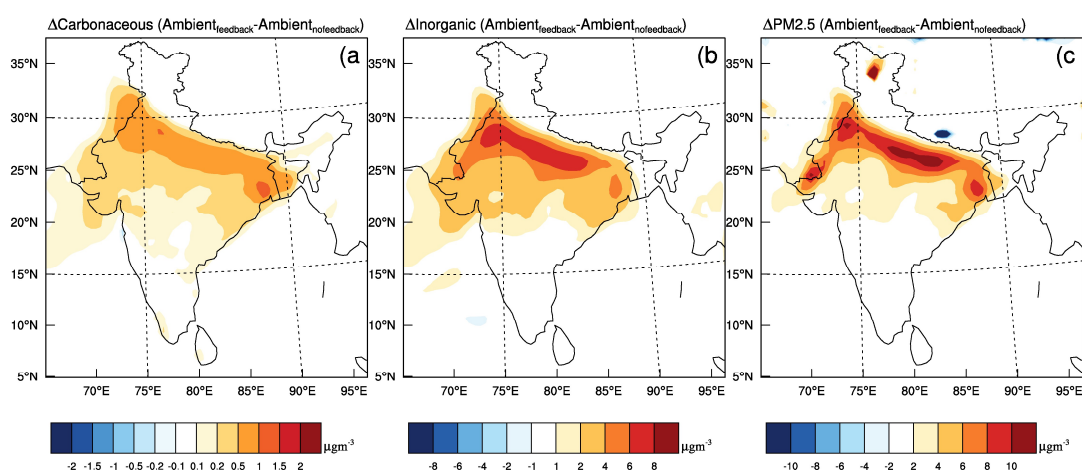 ΔCarbonaceous (Ambient_feedback-Ambient_nofeedback)
ΔInorganic (Ambient_feedback-Ambient_nofeedback)
ΔPM2.5 (Ambient_feedback-Ambient_nofeedback)
(a)
(b)
(c)
35°N
30°N
25°N
20°N
15°N
10°N
5°N
35°N
30°N
25°N
20°N
15°N
10°N
5°N
35°N
30°N
25°N
20°N
15°N
10°N
5°N
70°E 75°E 80°E 85°E 90°E 95°E
70°E 75°E 80°E 85°E 90°E 95°E
70°E 75°E 80°E 85°E 90°E 95°E
μgm⁻³
μgm⁻³
μgm⁻³
-2 -1.5 -1 -0.5 -0.2 -0.1 0.1 0.2 0.5 1 1.5 2
-8 -6 -4 -2 -1 1 2 4 6 8
-10 -8 -6 -4 -2 2 4 6 8 10